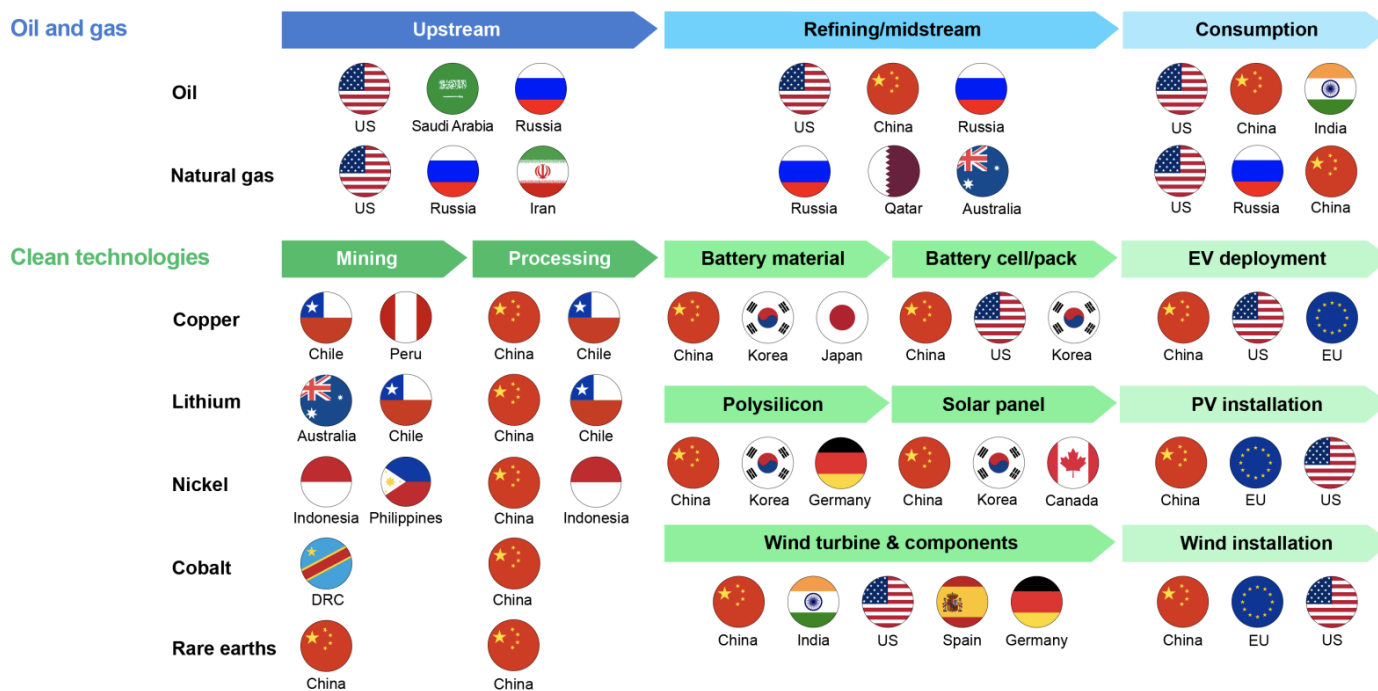 Oil and gas
Upstream
Refining/midstream
Consumption
Oil
US
Saudi Arabia
Russia
US
China
Russia
US
China
India
Natural gas
US
Russia
Iran
Russia
Qatar
Australia
US
Russia
China
Clean technologies
Mining
Processing
Battery material
Battery cell/pack
EV deployment
Copper
Chile
Peru
China
Chile
China
Korea
Japan
China
US
Korea
China
US
EU
Lithium
Australia
Chile
China
Chile
Polysilicon
Solar panel
PV installation
Nickel
Indonesia
Philippines
China
Indonesia
China
Korea
Germany
China
Korea
Canada
China
EU
US
Cobalt
DRC
China
Wind turbine & components
Wind installation
China
India
US
Spain
Germany
China
EU
US
Rare earths
China
China